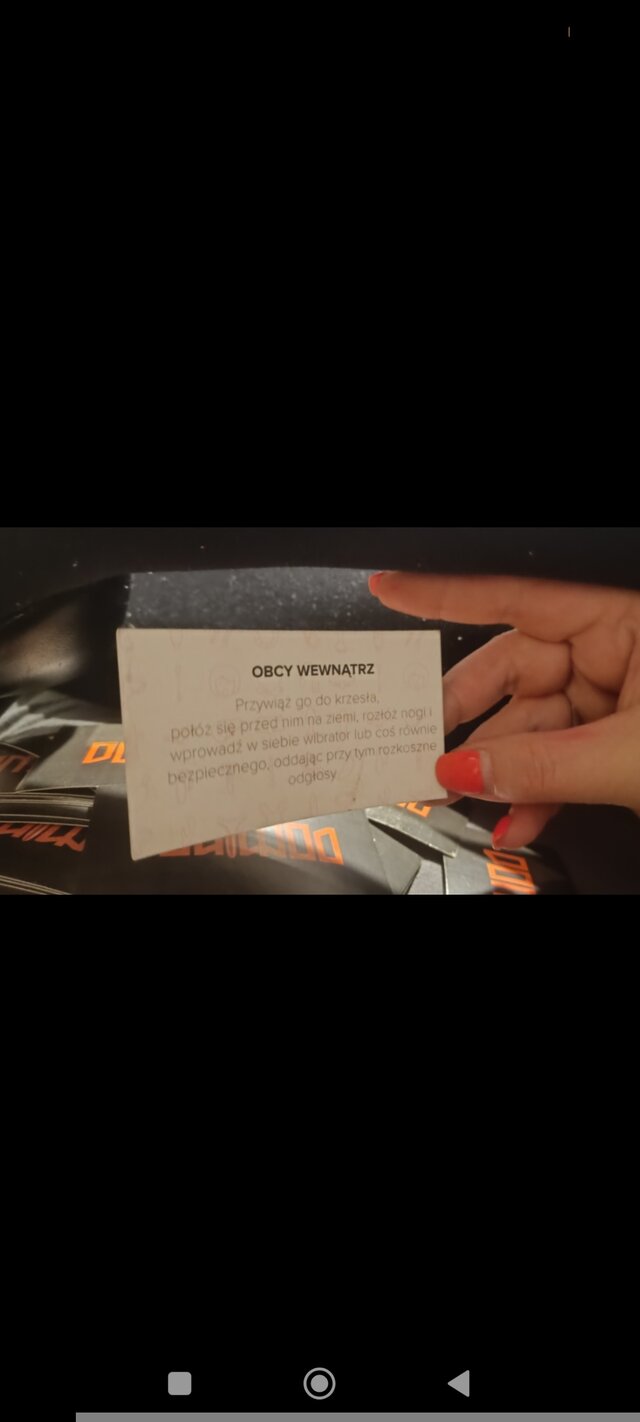 OBCY WEWNĄTRZ
Przywiąż go do krzesła,
połóż się przed nim na ziemi, rozłóż nogi i
wprowadź w siebie wibrator lub coś równie
bezpiecznego, oddając przy tym rozkoszne
odgłosy